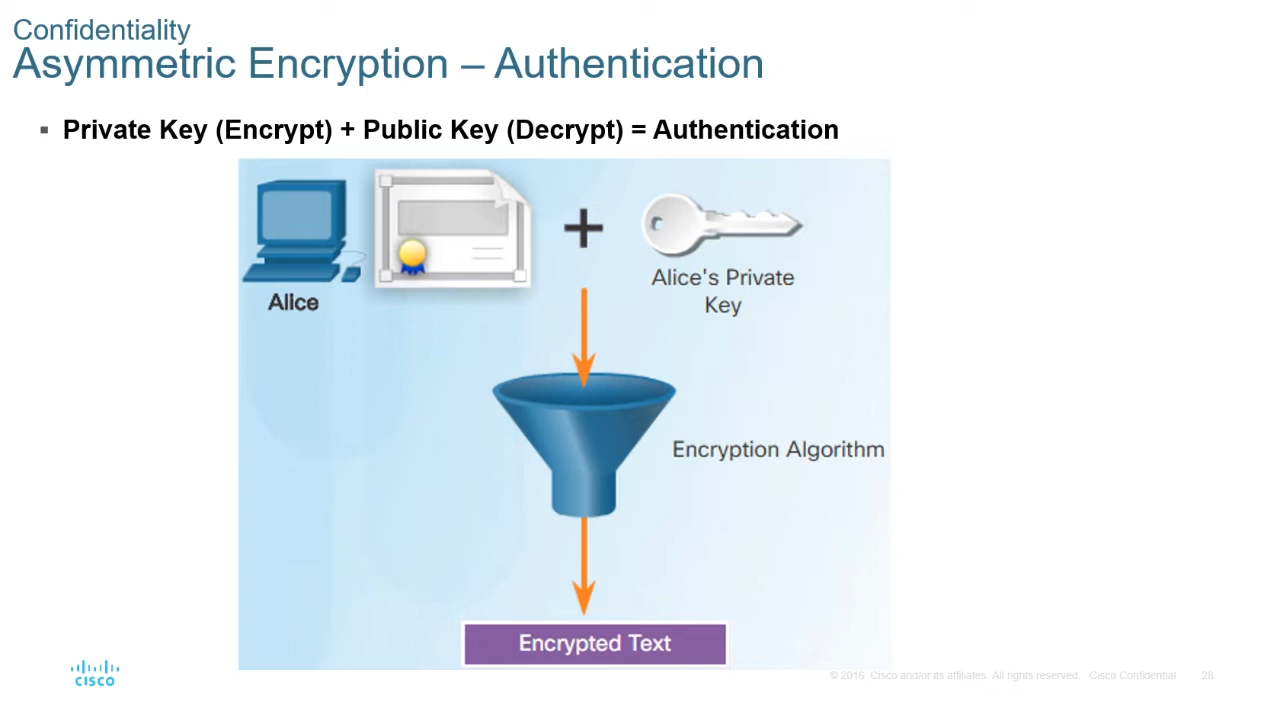 Confidentiality
Asymmetric Encryption – Authentication
▪ Private Key (Encrypt) + Public Key (Decrypt) = Authentication
+
Alice
Alice's Private
Key
Encryption Algorithm
Encrypted Text
CISCO
© 2016 Cisco and/or its affiliates. All rights reserved. Cisco Confidential 28